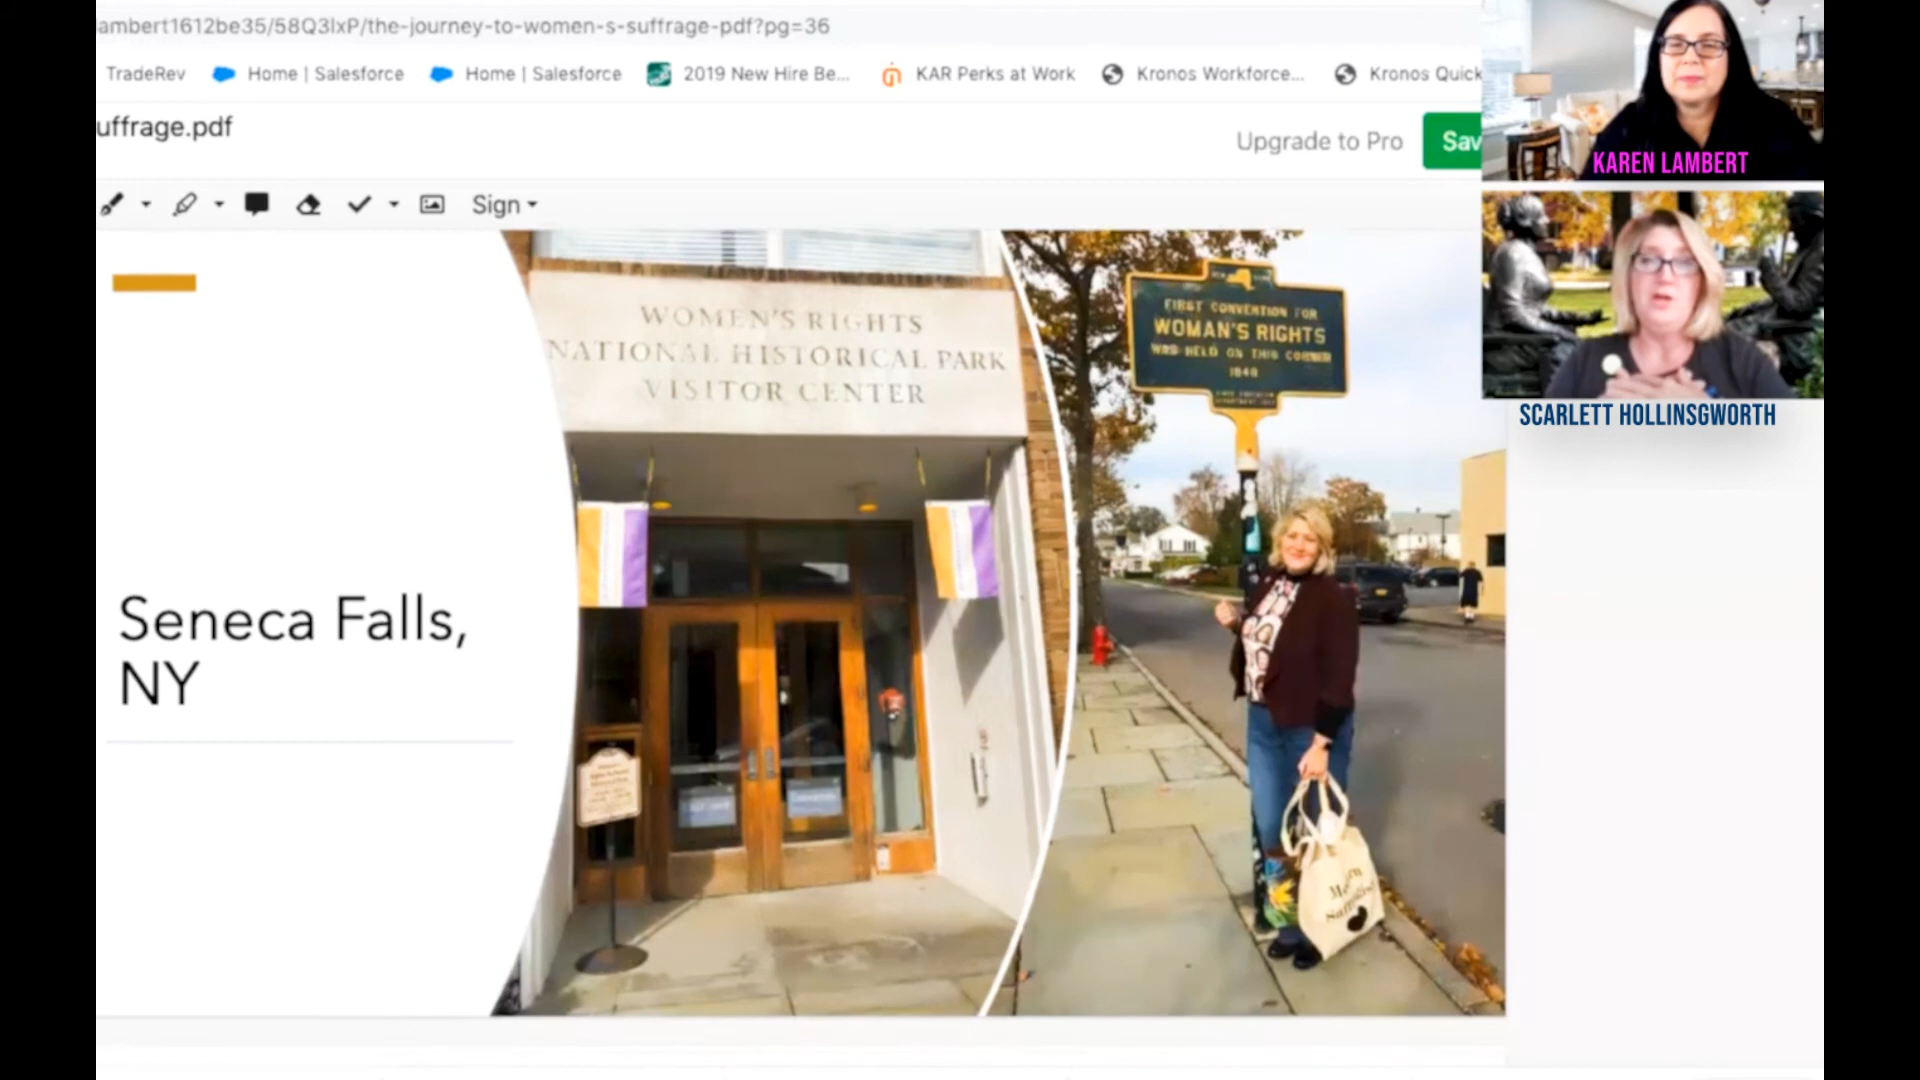 ambert1612be35/58Q3lxP/the-journey-to-women-s-suffrage-pdf?pg=36
TradeRev
Home | Salesforce
Home | Salesforce
2019 New Hire Be...
KAR Perks at Work
Kronos Workforce...
Kronos Quick
uffrage.pdf
Upgrade to Pro
Sav
Sign
KAREN LAMBERT
SCARLETT HOLLINSGWORTH
Seneca Falls,
NY
WOMEN'S RIGHTS
NATIONAL HISTORICAL PARK
VISITOR CENTER
FIRST CONVENTION FOR
WOMAN'S RIGHTS
WAS HELD ON THIS CORNER
1848